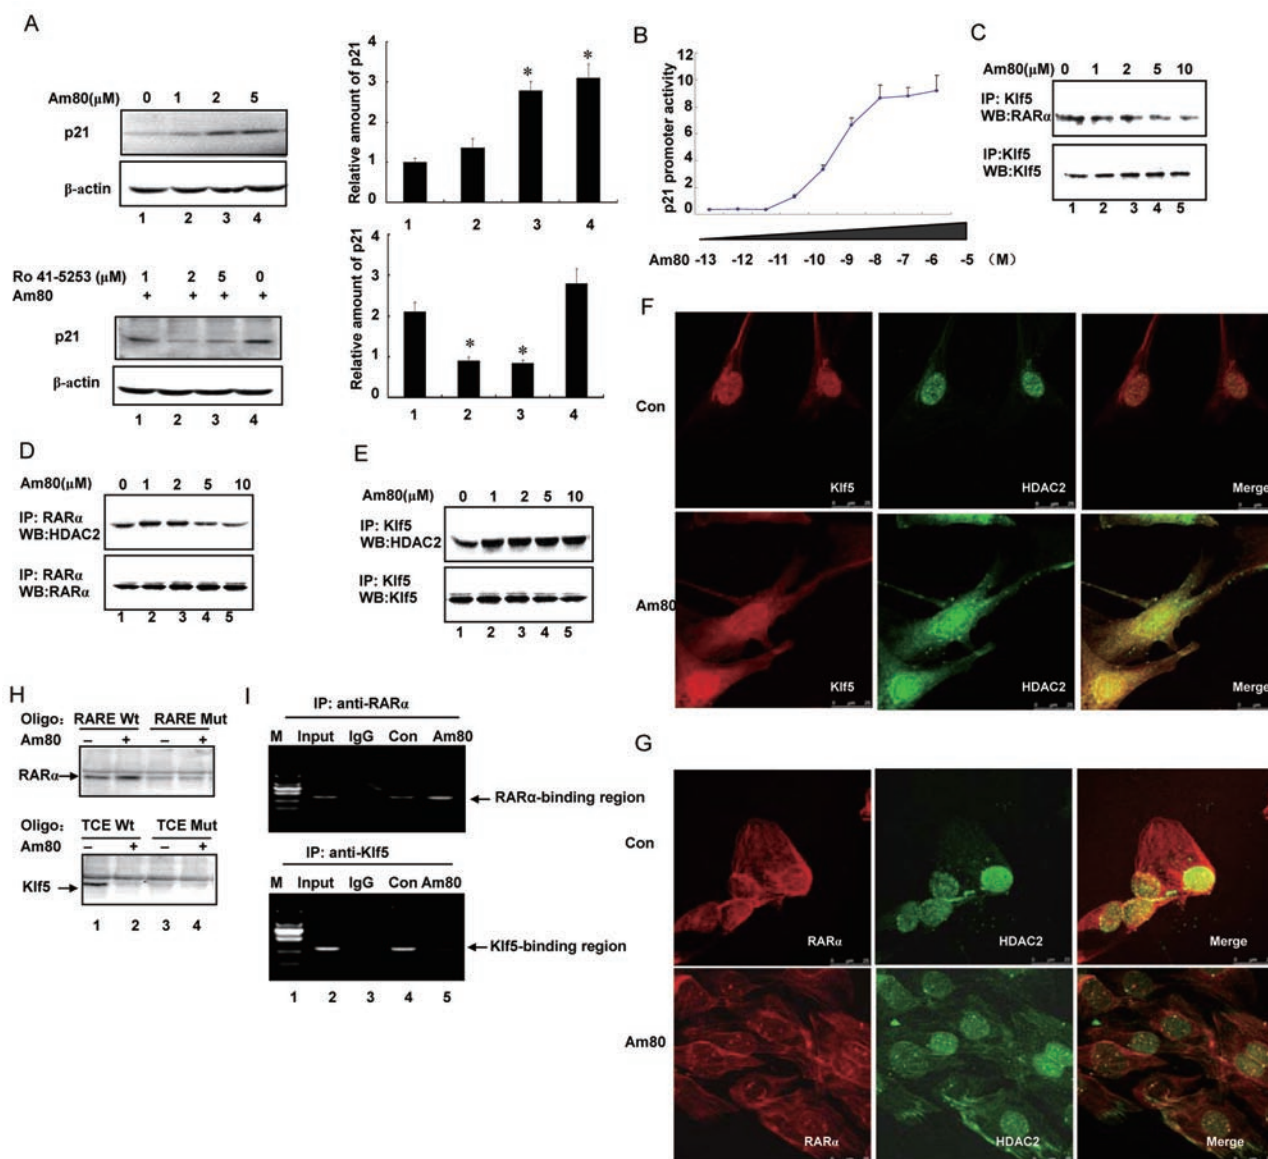 A
Am80(μM) 0 1 2 5
p21
β-actin
1 2 3 4
Relative amount of p21
4
3
2
1
0
* *
1 2 3 4
Ro 41-5253 (μM) 1 2 5 0
Am80 + + + +
p21
β-actin
1 2 3 4
Relative amount of p21
4
3
2
1
0
* *
1 2 3 4
B
p21 promoter activity
12
10
8
6
4
2
0
Am80 -13 -12 -11 -10 -9 -8 -7 -6 -5 (M)
C
Am80(μM) 0 1 2 5 10
IP: Klf5
WB:RARα
IP:Klf5
WB:Klf5
1 2 3 4 5
D
Am80(μM) 0 1 2 5 10
IP: RARα
WB:HDAC2
IP: RARα
WB:RARα
1 2 3 4 5
E
Am80(μM) 0 1 2 5 10
IP: Klf5
WB:HDAC2
IP: Klf5
WB:Klf5
1 2 3 4 5
F
Con
Klf5 HDAC2 Merge
Am80
Klf5 HDAC2 Merge
G
Con
RARα HDAC2 Merge
Am80
RARα HDAC2 Merge
H
Oligo: RARE Wt RARE Mut
Am80 – + – +
RARα
Oligo: TCE Wt TCE Mut
Am80 – + – +
Klf5
1 2 3 4
I
IP: anti-RARα
M Input IgG Con Am80
RARα-binding region
IP: anti-Klf5
M Input IgG Con Am80
Klf5-binding region
1 2 3 4 5